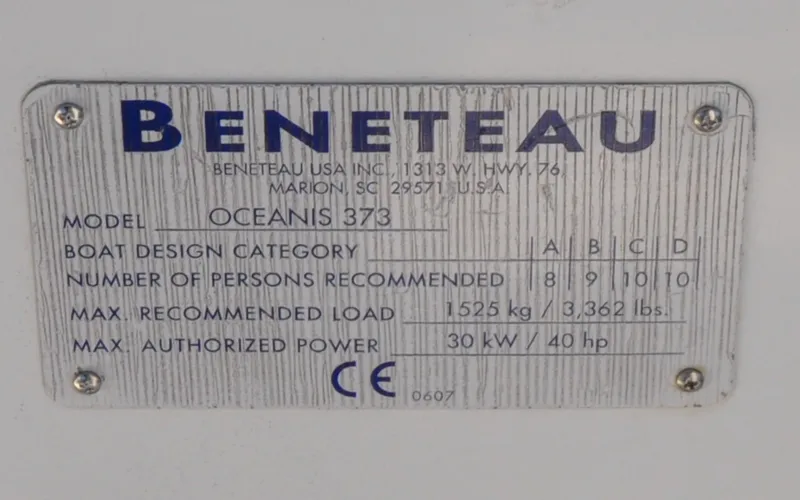 BENETEAU
BENETEAU USA INC., 1313 W. HWY. 76,
MARION, SC 29571 U.S.A.
MODEL OCEANIS 373
BOAT DESIGN CATEGORY | A | B | C | D |
NUMBER OF PERSONS RECOMMENDED | 8 | 9 | 10 | 10 |
MAX. RECOMMENDED LOAD 1525 kg / 3,362 lbs.
MAX. AUTHORIZED POWER 30 kW / 40 hp
CE 0607